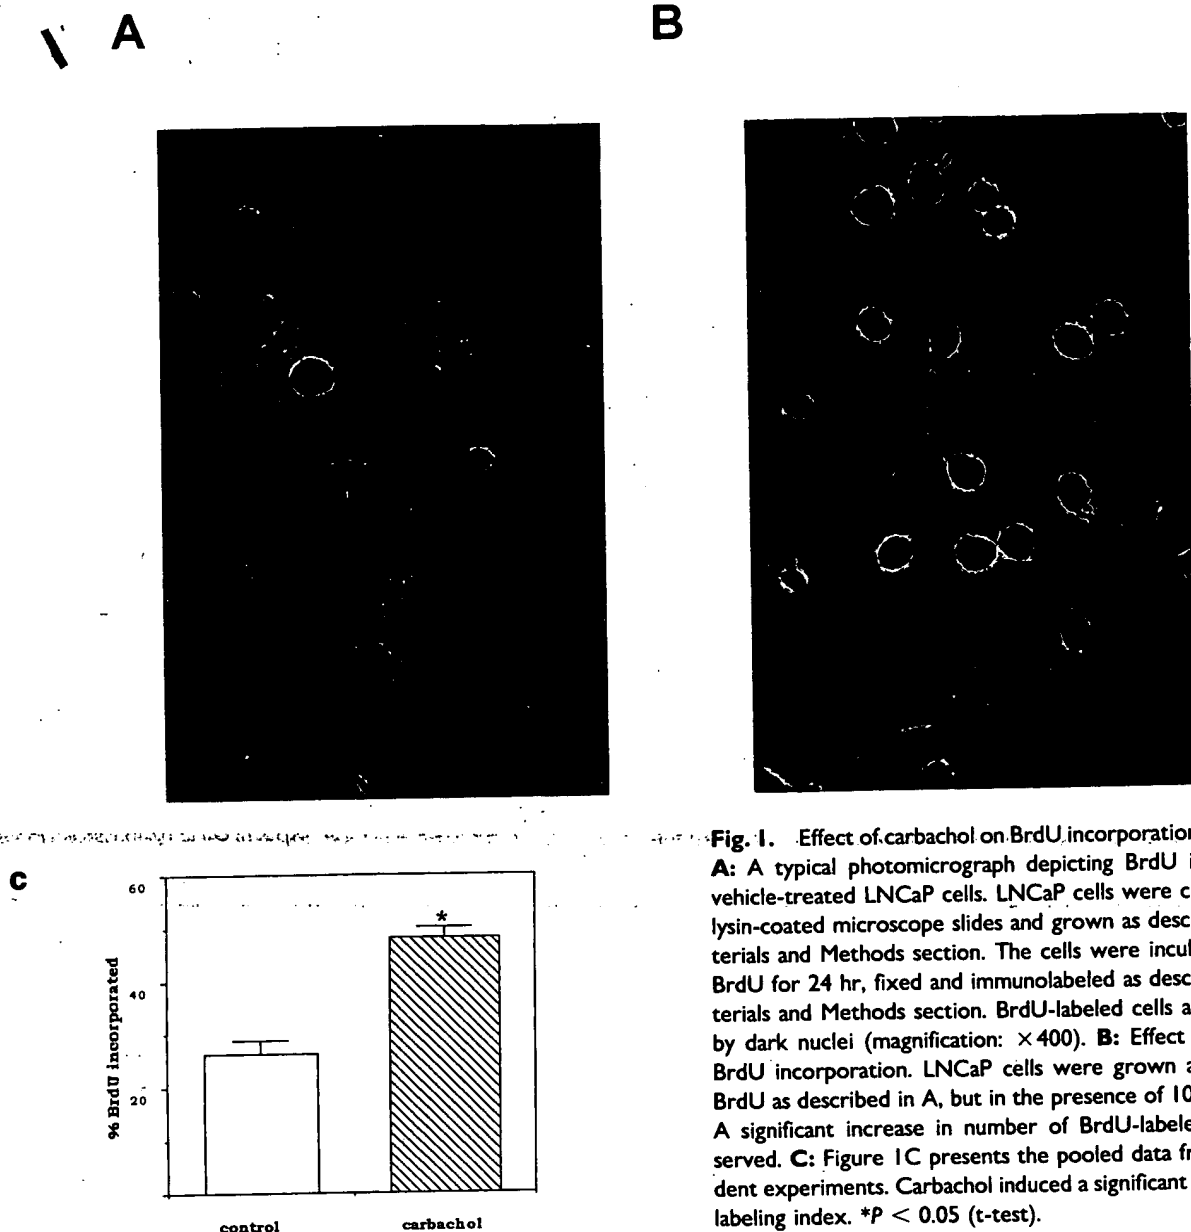 A
B
Fig. 1. Effect of carbachol on BrdU incorporation
A: A typical photomicrograph depicting BrdU i
vehicle-treated LNCaP cells. LNCaP cells were c
lysin-coated microscope slides and grown as desc
terials and Methods section. The cells were incul
BrdU for 24 hr, fixed and immunolabeled as desc
terials and Methods section. BrdU-labeled cells a
by dark nuclei (magnification: ×400). B: Effect
BrdU incorporation. LNCaP cells were grown a
BrdU as described in A, but in the presence of 10
A significant increase in number of BrdU-labele
served. C: Figure 1C presents the pooled data fr
dent experiments. Carbachol induced a significant
labeling index. *P < 0.05 (t-test).
C
60
40
20
% BrdU incorporated
*
control
carbachol